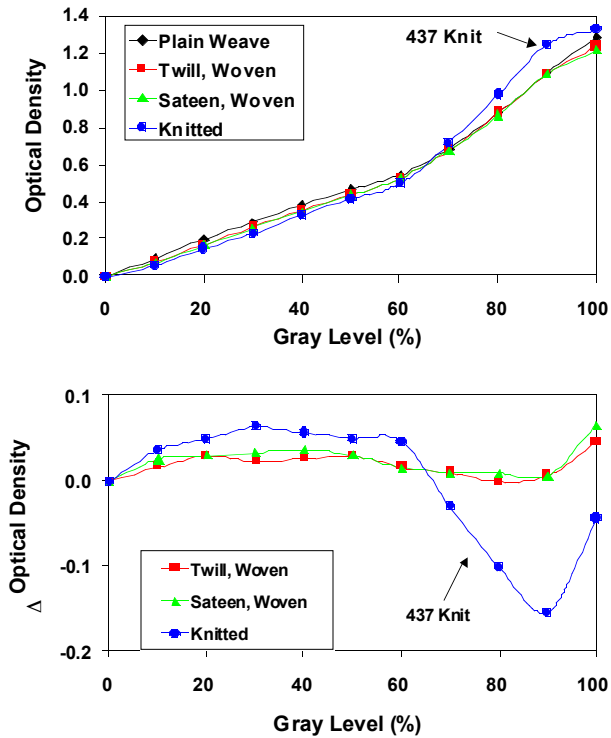 Optical Density
1.4
1.2
1.0
0.8
0.6
0.4
0.2
0.0
Plain Weave
Twill, Woven
Sateen, Woven
Knitted
437 Knit
0 20 40 60 80 100
Gray Level (%)
Δ Optical Density
0.1
0.0
-0.1
-0.2
Twill, Woven
Sateen, Woven
Knitted
437 Knit
0 20 40 60 80 100
Gray Level (%)